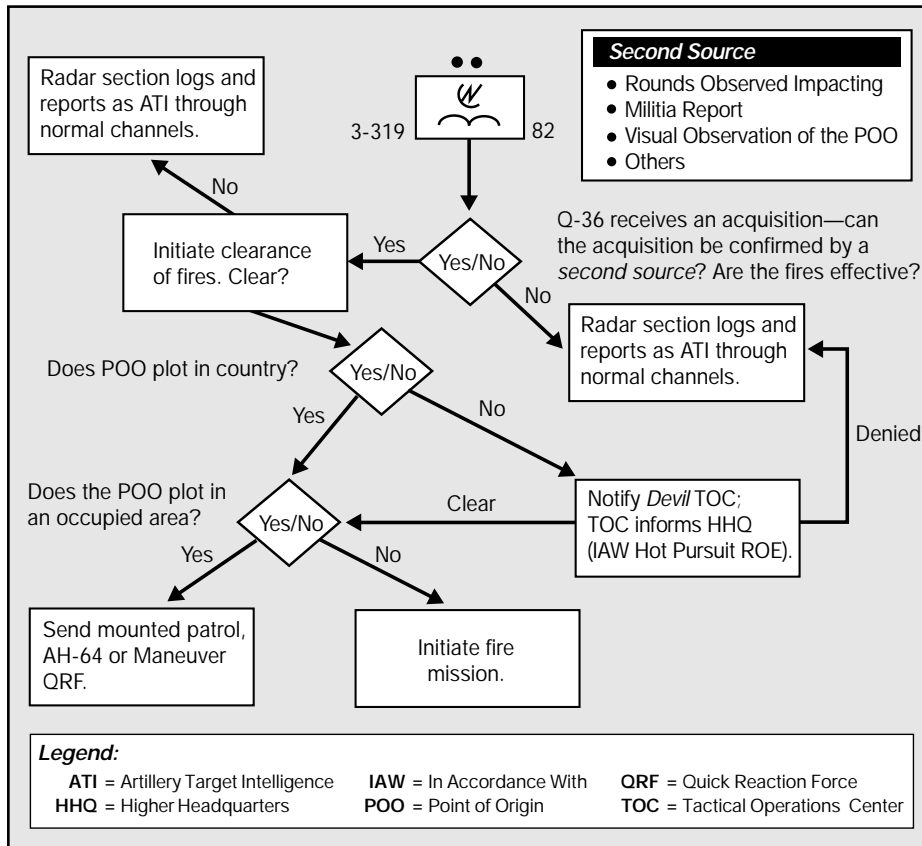 Radar section logs and
reports as ATI through
normal channels.
3-319
82
Second Source
• Rounds Observed Impacting
• Militia Report
• Visual Observation of the POO
• Others
No
Initiate clearance
of fires. Clear?
Yes
Yes/No
Q-36 receives an acquisition—can
the acquisition be confirmed by a
second source? Are the fires effective?
No
Radar section logs and
reports as ATI through
normal channels.
Does POO plot in country?
Yes/No
Yes
No
Denied
Does the POO plot in
an occupied area?
Yes/No
Clear
Notify Devil TOC;
TOC informs HHQ
(IAW Hot Pursuit ROE).
Yes
No
Send mounted patrol,
AH-64 or Maneuver
QRF.
Initiate fire
mission.
Legend:
ATI = Artillery Target Intelligence
IAW = In Accordance With
QRF = Quick Reaction Force
HHQ = Higher Headquarters
POO = Point of Origin
TOC = Tactical Operations Center